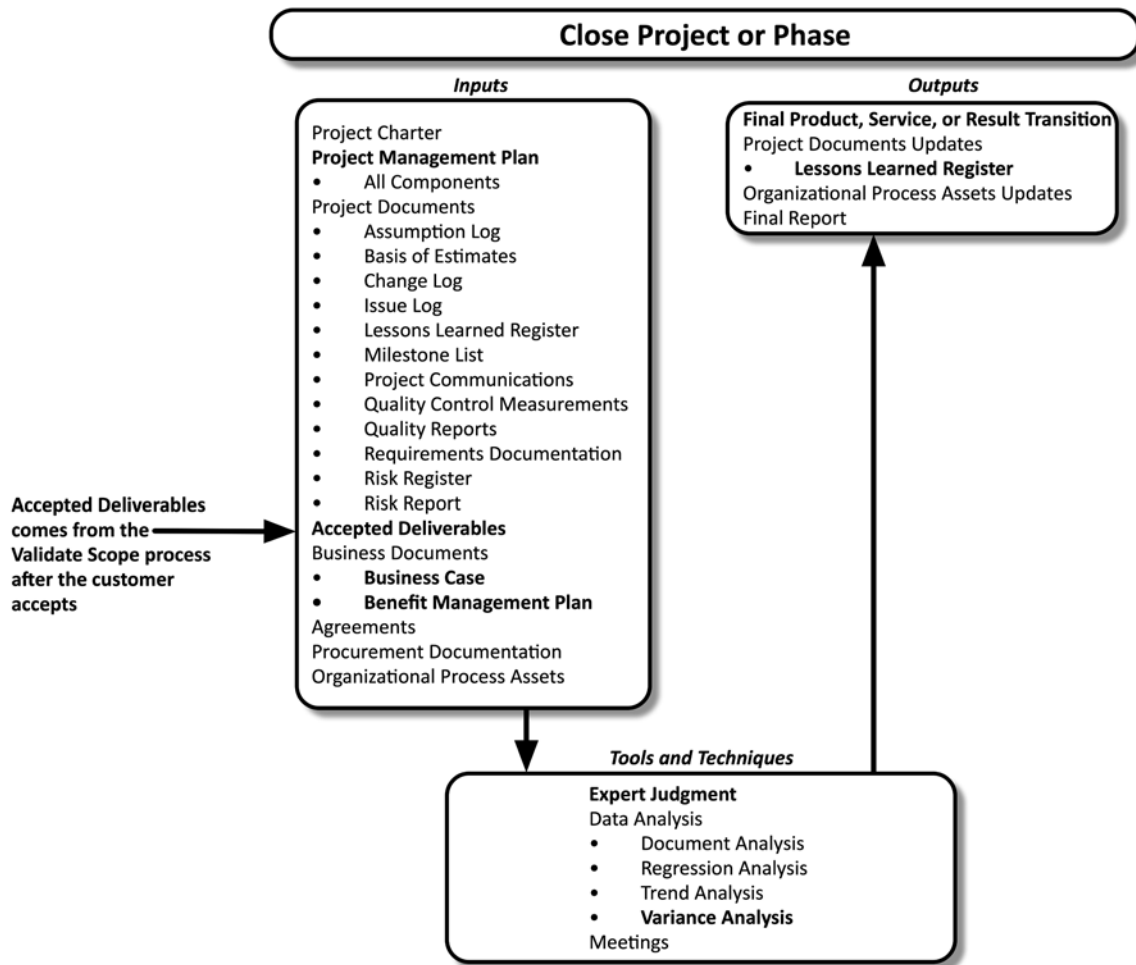 Close Project or Phase
Inputs
Project Charter
Project Management Plan
• All Components
Project Documents
• Assumption Log
• Basis of Estimates
• Change Log
• Issue Log
• Lessons Learned Register
• Milestone List
• Project Communications
• Quality Control Measurements
• Quality Reports
• Requirements Documentation
• Risk Register
• Risk Report
Accepted Deliverables
Business Documents
• Business Case
• Benefit Management Plan
Agreements
Procurement Documentation
Organizational Process Assets
Accepted Deliverables
comes from the
Validate Scope process
after the customer
accepts
Tools and Techniques
Expert Judgment
Data Analysis
• Document Analysis
• Regression Analysis
• Trend Analysis
• Variance Analysis
Meetings
Outputs
Final Product, Service, or Result Transition
Project Documents Updates
• Lessons Learned Register
Organizational Process Assets Updates
Final Report